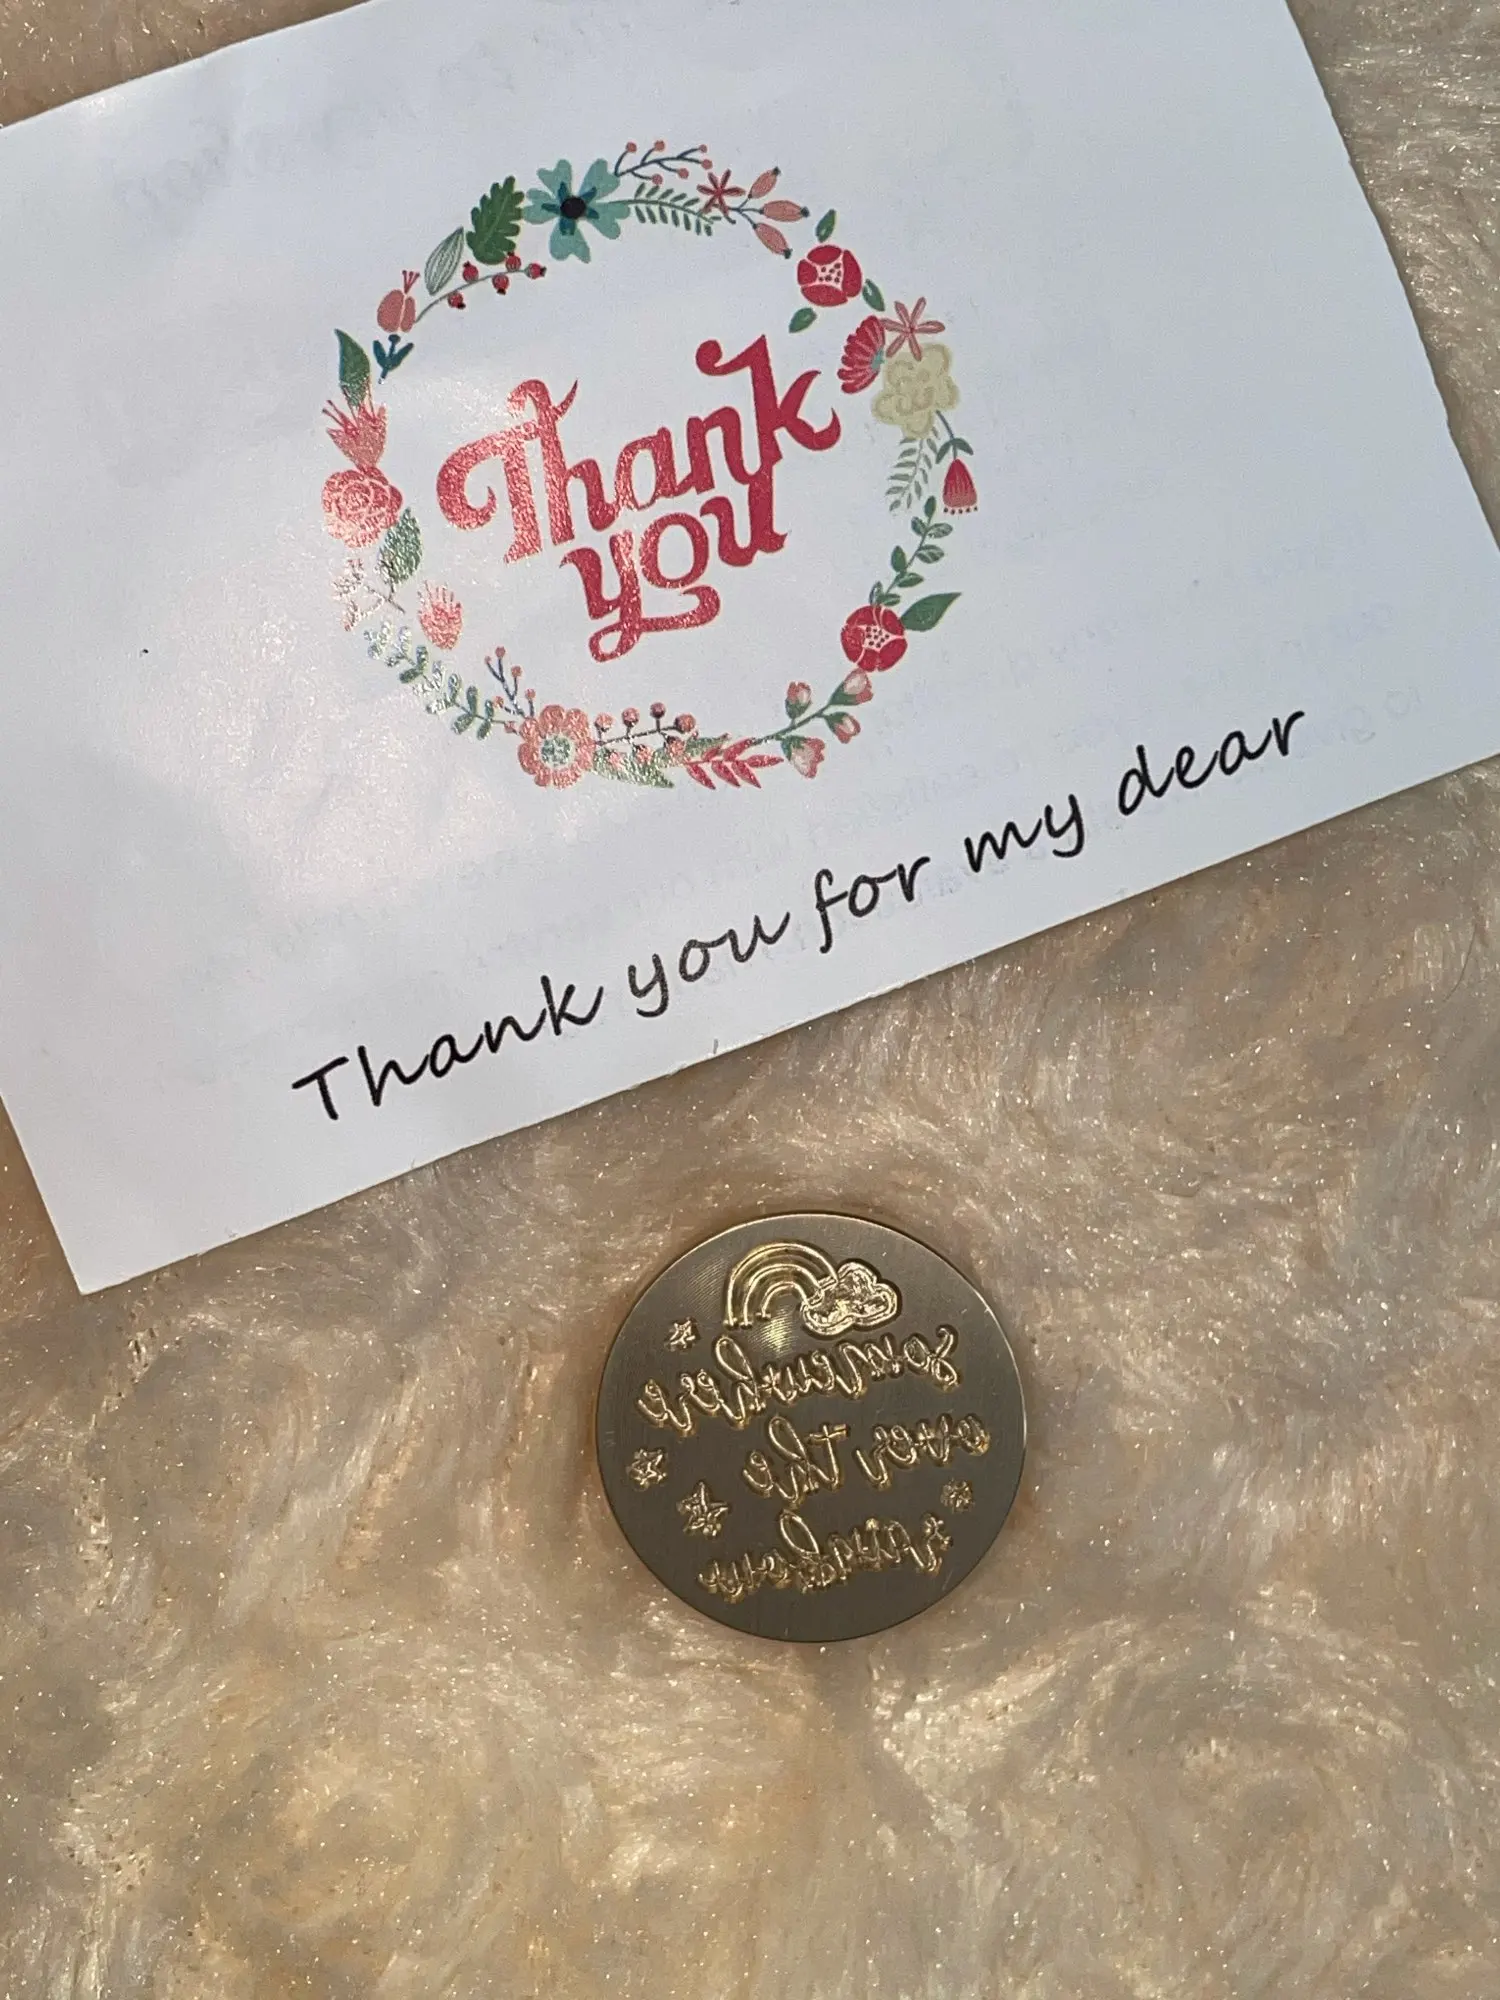 Thank
you
Thank you for my dear
somewhere
over the
rainbow